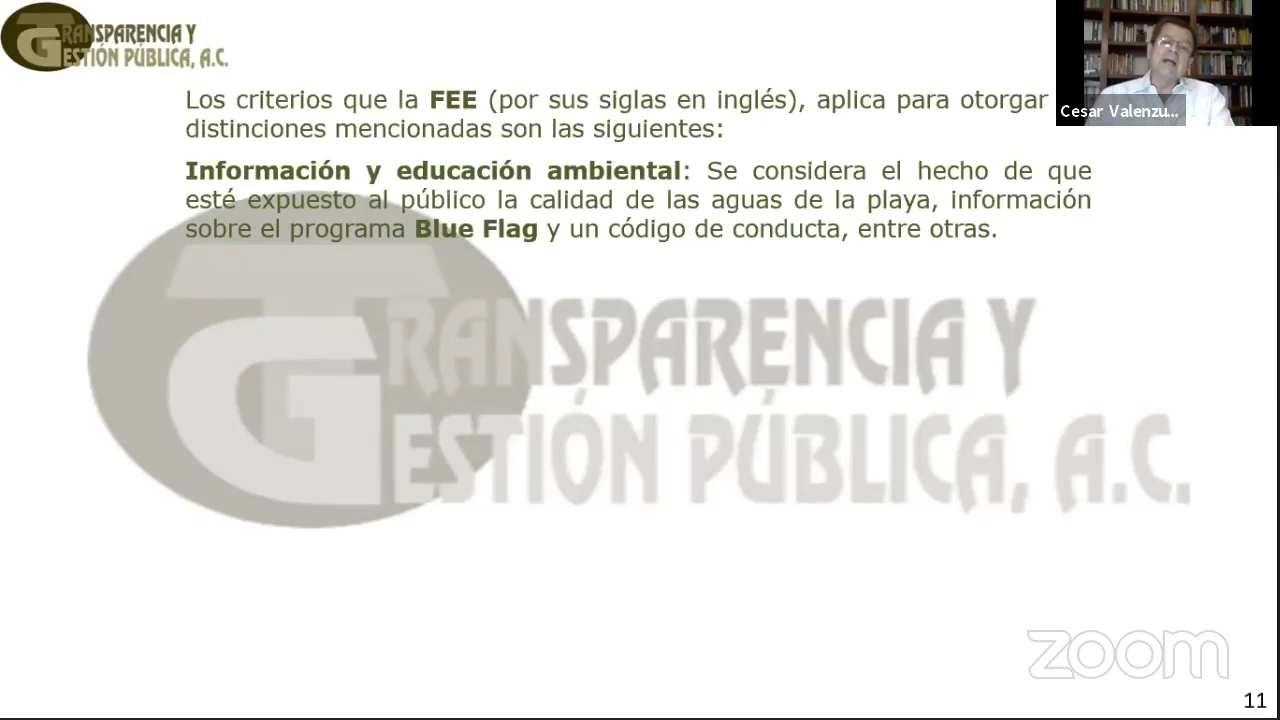 TRANSPARENCIA Y
GESTIÓN PÚBLICA, A.C.
Cesar Valenzu...
Los criterios que la FEE (por sus siglas en inglés), aplica para otorgar
distinciones mencionadas son las siguientes:
Información y educación ambiental: Se considera el hecho de que
esté expuesto al público la calidad de las aguas de la playa, información
sobre el programa Blue Flag y un código de conducta, entre otras.
TRANSPARENCIA Y
GESTIÓN PÚBLICA, A.C.
zoom
11